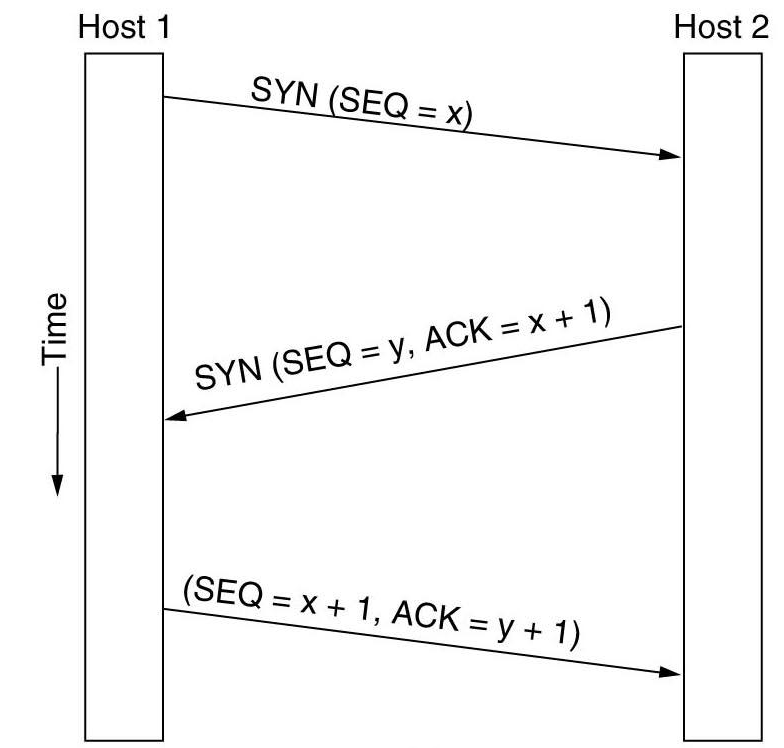 Host 1
Host 2
SYN (SEQ = x)
SYN (SEQ = y, ACK = x + 1)
Time
(SEQ = x + 1, ACK = y + 1)